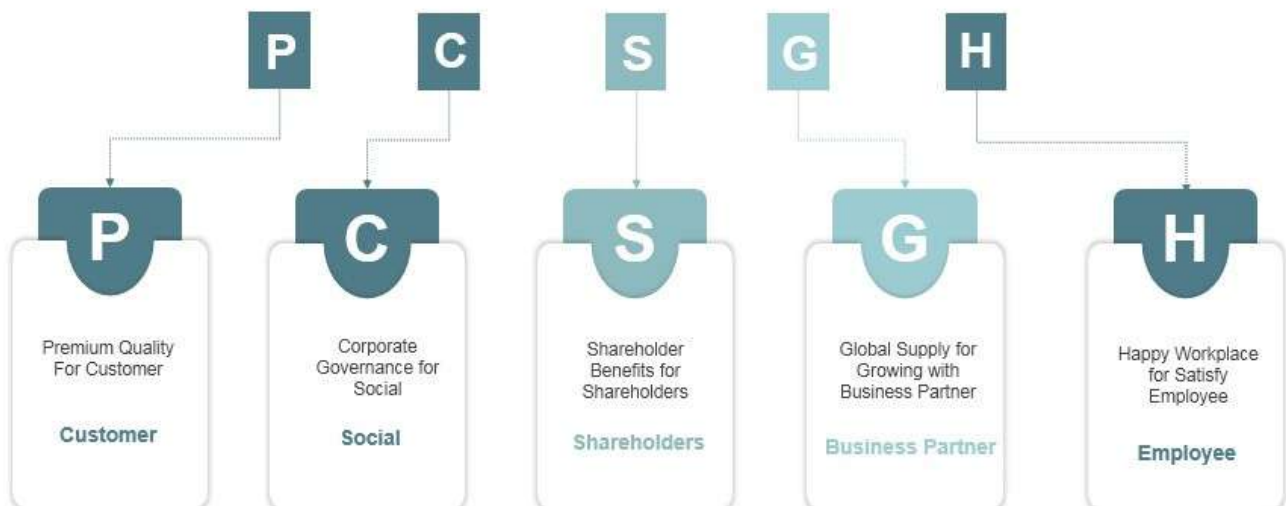 P
C
S
G
H
P
C
S
G
H
Premium Quality
For Customer
Customer
Corporate
Governance for
Social
Social
Shareholder
Benefits for
Shareholders
Shareholders
Global Supply for
Growing with
Business Partner
Business Partner
Happy Workplace
for Satisfy
Employee
Employee